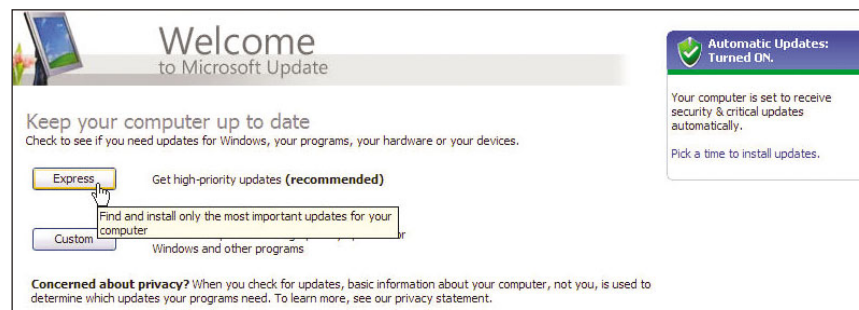 Welcome
to Microsoft Update
Automatic Updates:
Turned ON.
Your computer is set to receive
security & critical updates
automatically.
Pick a time to install updates.
Keep your computer up to date
Check to see if you need updates for Windows, your programs, your hardware or your devices.
Express
Get high-priority updates (recommended)
Find and install only the most important updates for your
computer
Custom
Windows and other programs
Concerned about privacy? When you check for updates, basic information about your computer, not you, is used to
determine which updates your programs need. To learn more, see our privacy statement.